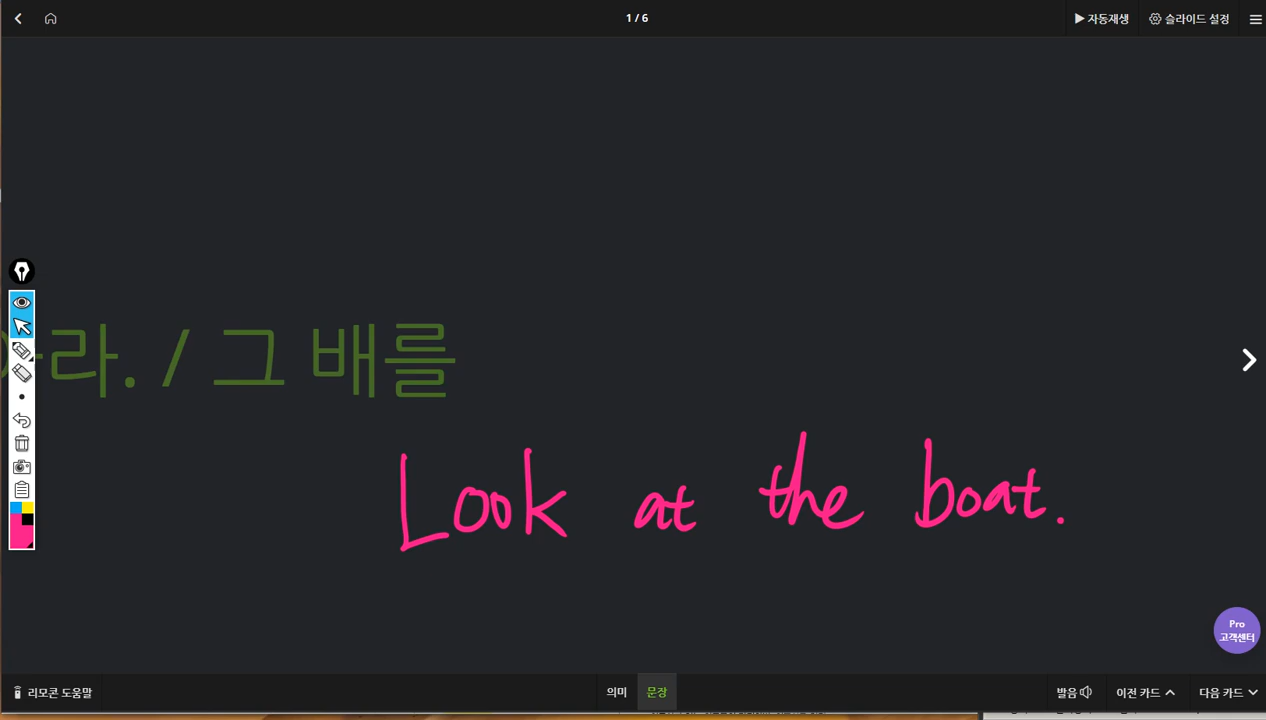 1 / 6
자동재생
슬라이드 설정
라. / 그 배를
Look at the boat.
Pro
고객센터
리모콘 도움말
의미
문장
발음
이전 카드
다음 카드